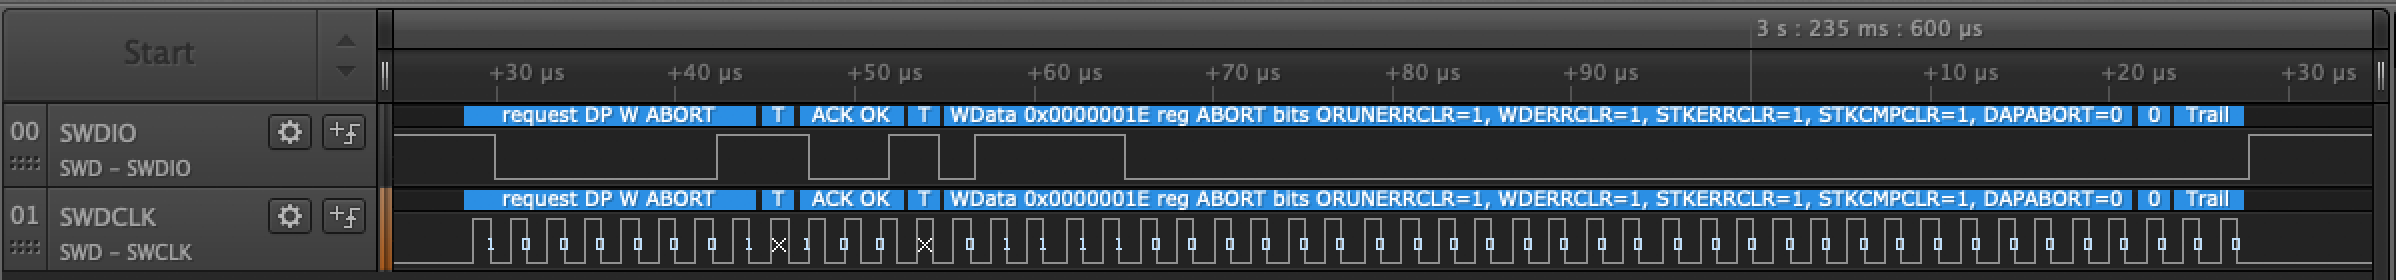 Start
3 s : 235 ms : 600 µs
+30 µs +40 µs +50 µs +60 µs +70 µs +80 µs +90 µs +10 µs +20 µs +30 µs
request DP W ABORT T ACK OK T WData 0x0000001E reg ABORT bits ORUNERRCLR=1, WDERRCLR=1, STKERRCLR=1, STKCMPCLR=1, DAPABORT=0 0 Trail
00 SWDIO
SWD – SWDIO
request DP W ABORT T ACK OK T WData 0x0000001E reg ABORT bits ORUNERRCLR=1, WDERRCLR=1, STKERRCLR=1, STKCMPCLR=1, DAPABORT=0 0 Trail
01 SWDCLK
1 0 0 0 0 0 0 1 X 1 0 0 X 0 1 1 1 1 0 0 0 0 0 0 0 0 0 0 0 0 0 0 0 0 0 0 0 0 0 0 0 0 0 0 0 0 0 0
SWD – SWCLK